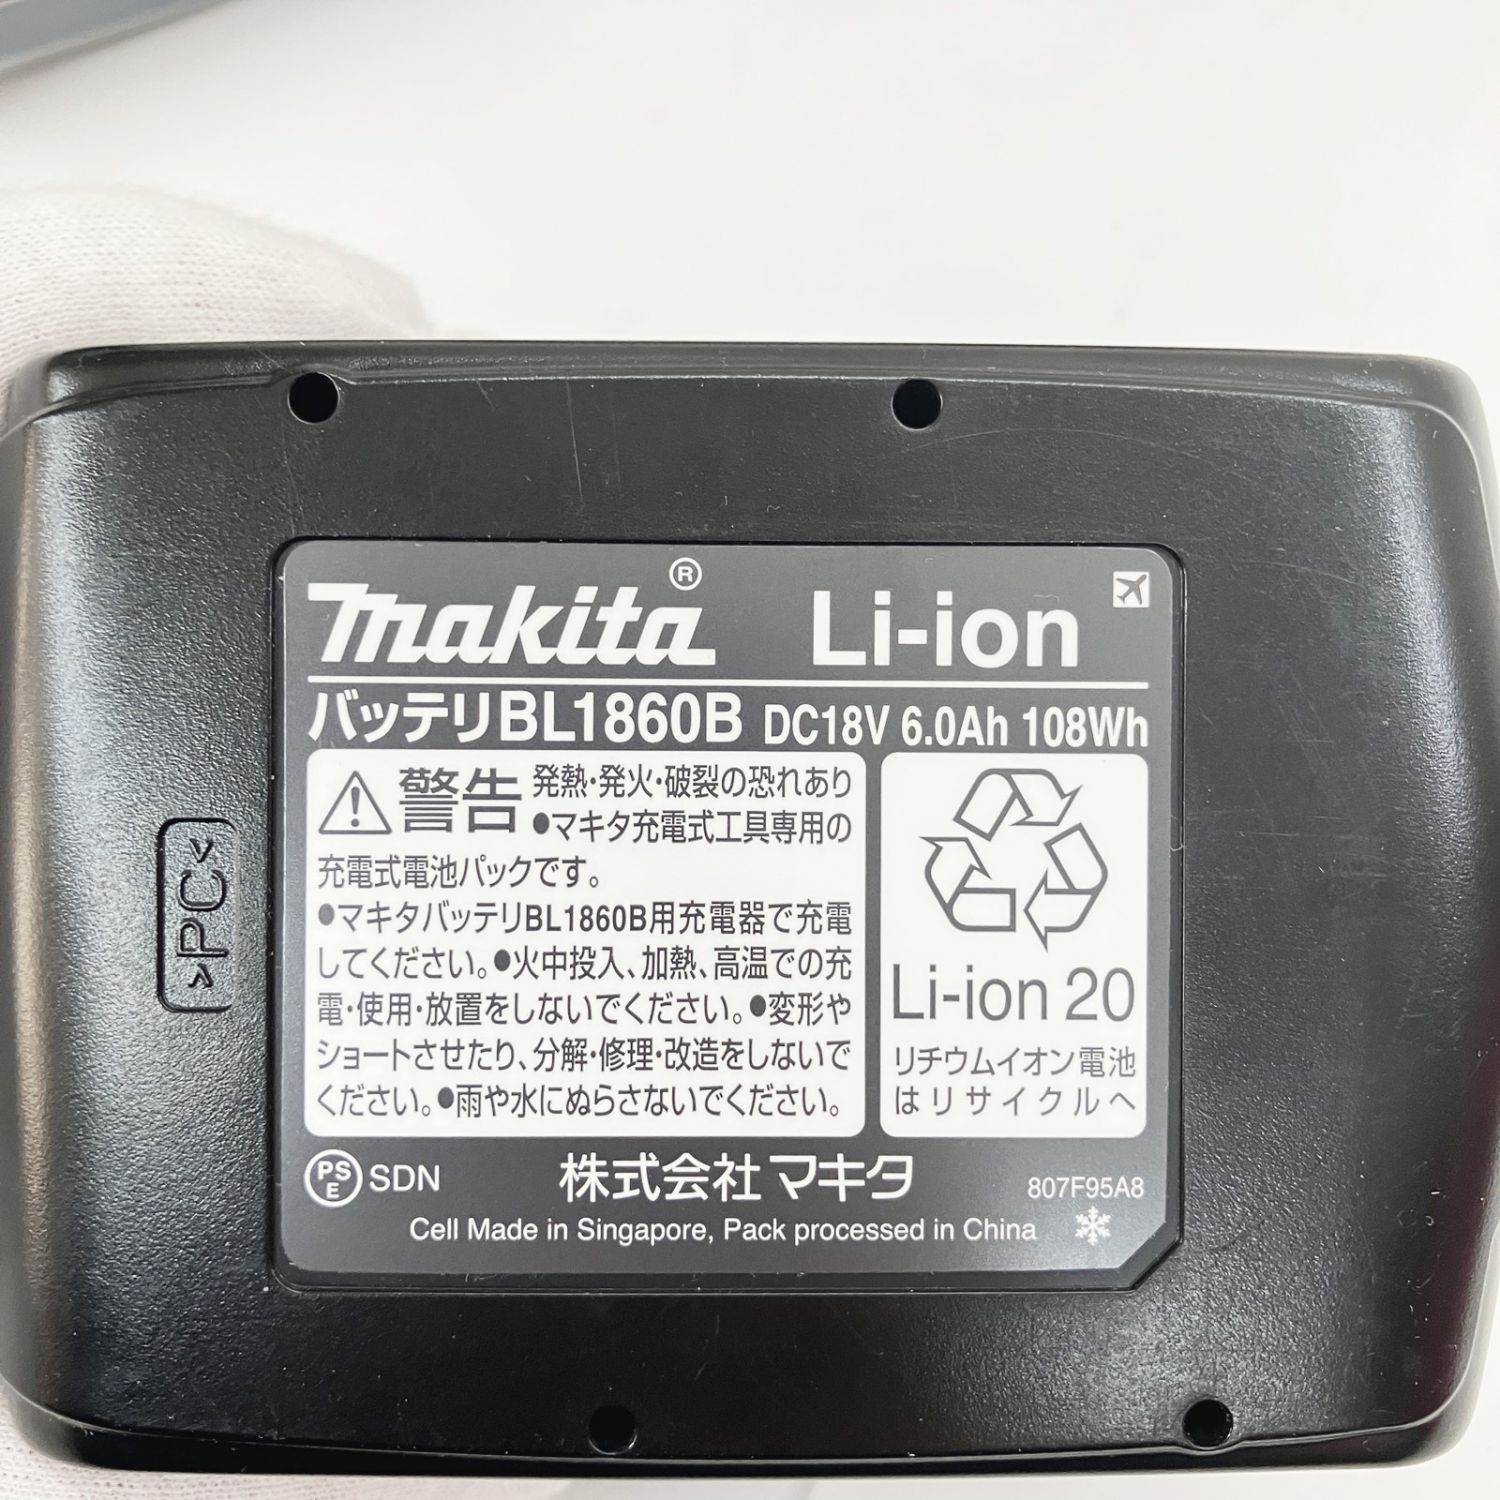 makita® Li-ion
バッテリBL1860B DC18V 6.0Ah 108Wh
警告 発熱・発火・破裂の恐れあり
●マキタ充電式工具専用の
充電式電池パックです。
●マキタバッテリBL1860B用充電器で充電
してください。●火中投入、加熱、高温での充
電・使用・放置をしないでください。●変形や
ショートさせたり、分解・修理・改造をしないで
ください。●雨や水にぬらさないでください。
Li-ion 20
リチウムイオン電池
はリサイクルへ
PSE SDN 株式会社マキタ 807F95A8
Cell Made in Singapore, Pack processed in China
>PC<